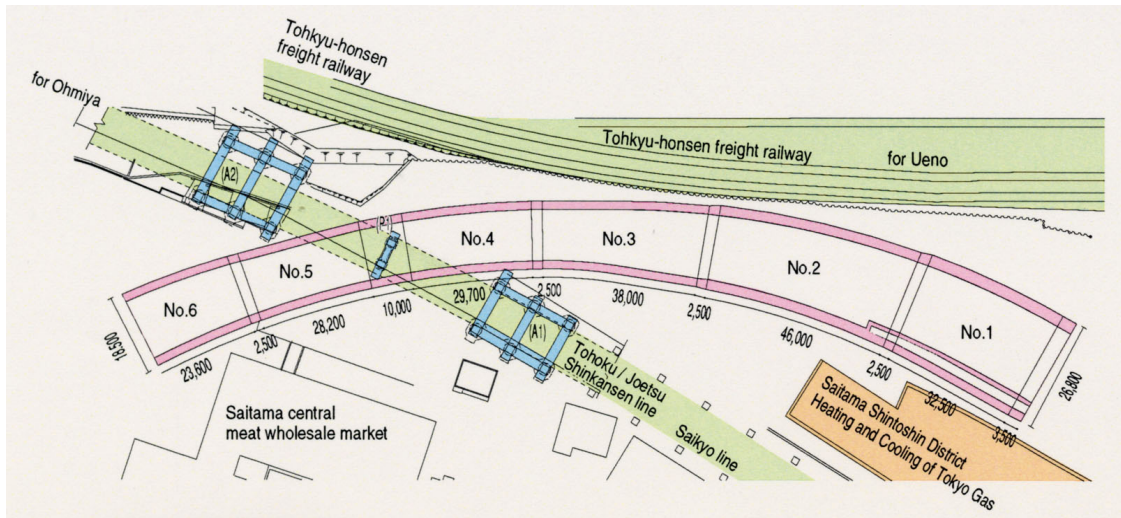 Tohkyu-honsen
freight railway
for Ohmiya
Tohkyu-honsen freight railway
for Ueno
(A2)
No.4
No.3
No.2
No.5
No.6
No.1
(A1)
18,500
23,600
2,500
28,200
10,000
29,700
2,500
38,000
2,500
46,000
2,500
32,500
3,500
26,800
Tohoku / Joetsu
Shinkansen line
Saikyo line
Saitama central
meat wholesale market
Saitama Shintoshin District
Heating and Cooling of Tokyo Gas